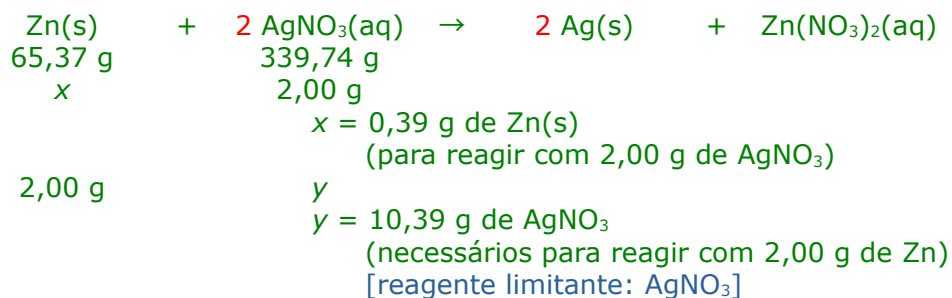 Zn(s) + 2 AgNO₃(aq) → 2 Ag(s) + Zn(NO₃)₂(aq)
65,37 g 339,74 g
x 2,00 g
x = 0,39 g de Zn(s)
(para reagir com 2,00 g de AgNO₃)
2,00 g y
y = 10,39 g de AgNO₃
(necessários para reagir com 2,00 g de Zn)
[reagente limitante: AgNO₃]